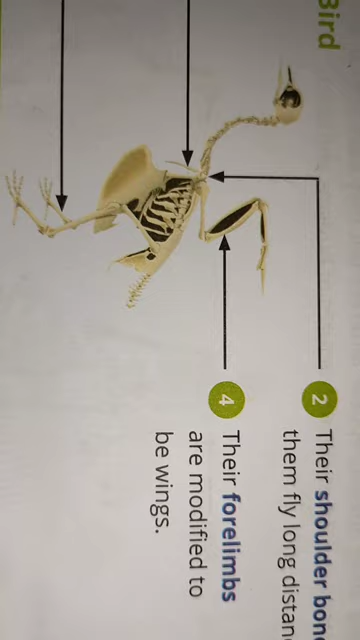 Bird
2 Their shoulder bon
them fly long distan
4 Their forelimbs
are modified to
be wings.